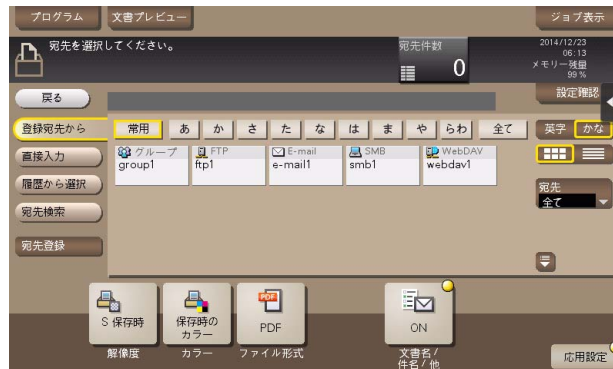 プログラム
文書プレビュー
ジョブ表示
宛先を選択してください。
宛先件数
0
2014/12/23
06:13
メモリー残量
99 %
戻る
設定確認
登録宛先から
常用
あ
か
さ
た
な
は
ま
や
らわ
全て
英字
かな
直接入力
グループ
group1
FTP
ftp1
E-mail
e-mail1
SMB
smb1
WebDAV
webdav1
履歴から選択
宛先検索
宛先
全て
宛先登録
S 保存時
保存時の
カラー
PDF
PDF
ON
解像度
カラー
ファイル形式
文書名/
件名/他
応用設定